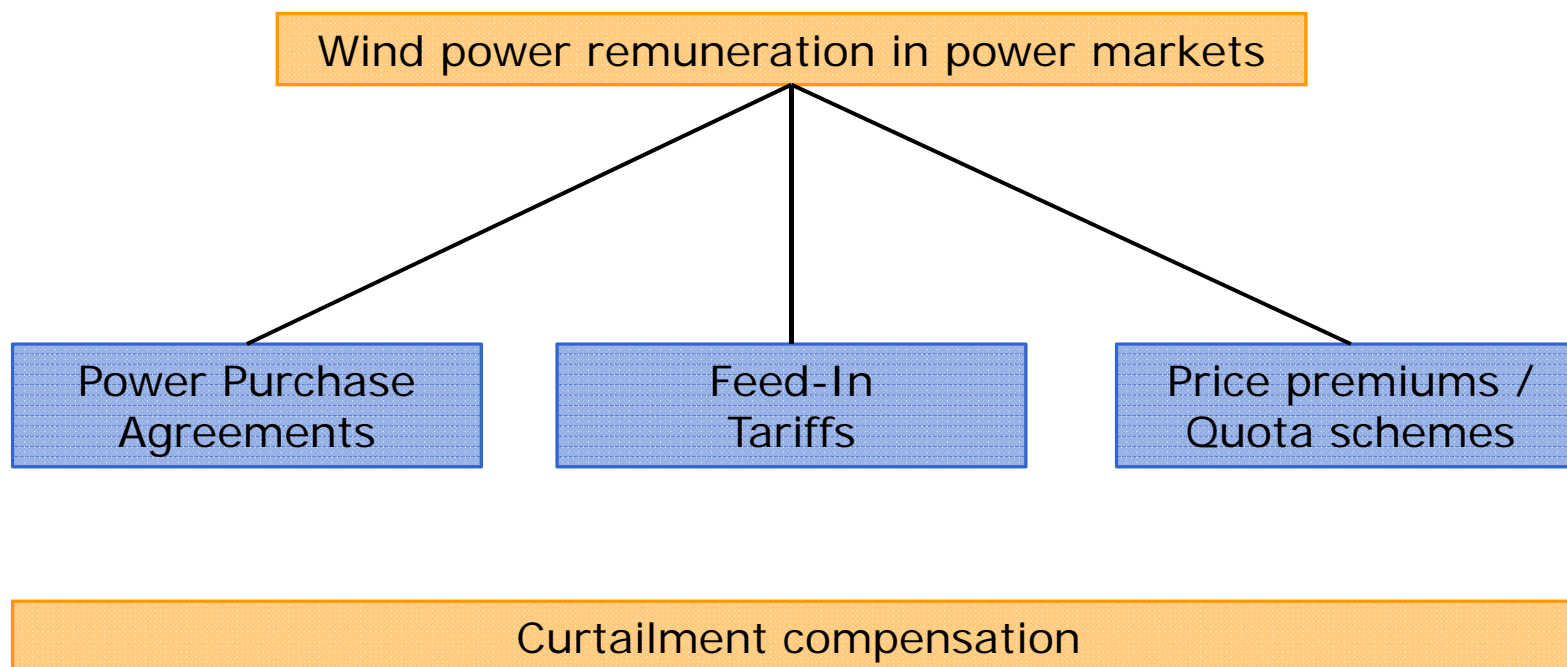 Wind power remuneration in power markets
Power Purchase
Agreements
Feed-In
Tariffs
Price premiums /
Quota schemes
Curtailment compensation